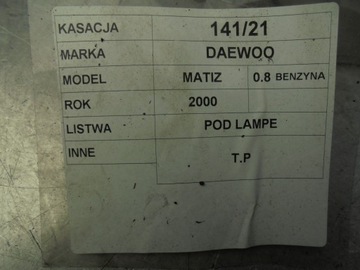 KASACJA 141/21
MARKA DAEWOO
MODEL MATIZ 0.8 BENZYNA
ROK 2000
LISTWA POD LAMPE
INNE T.P